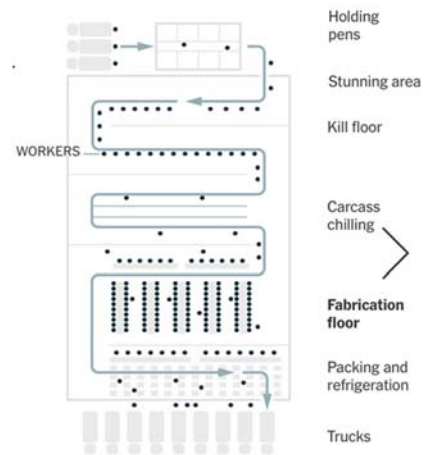 Holding
pens
Stunning area
Kill floor
WORKERS
Carcass
chilling
Fabrication
floor
Packing and
refrigeration
Trucks